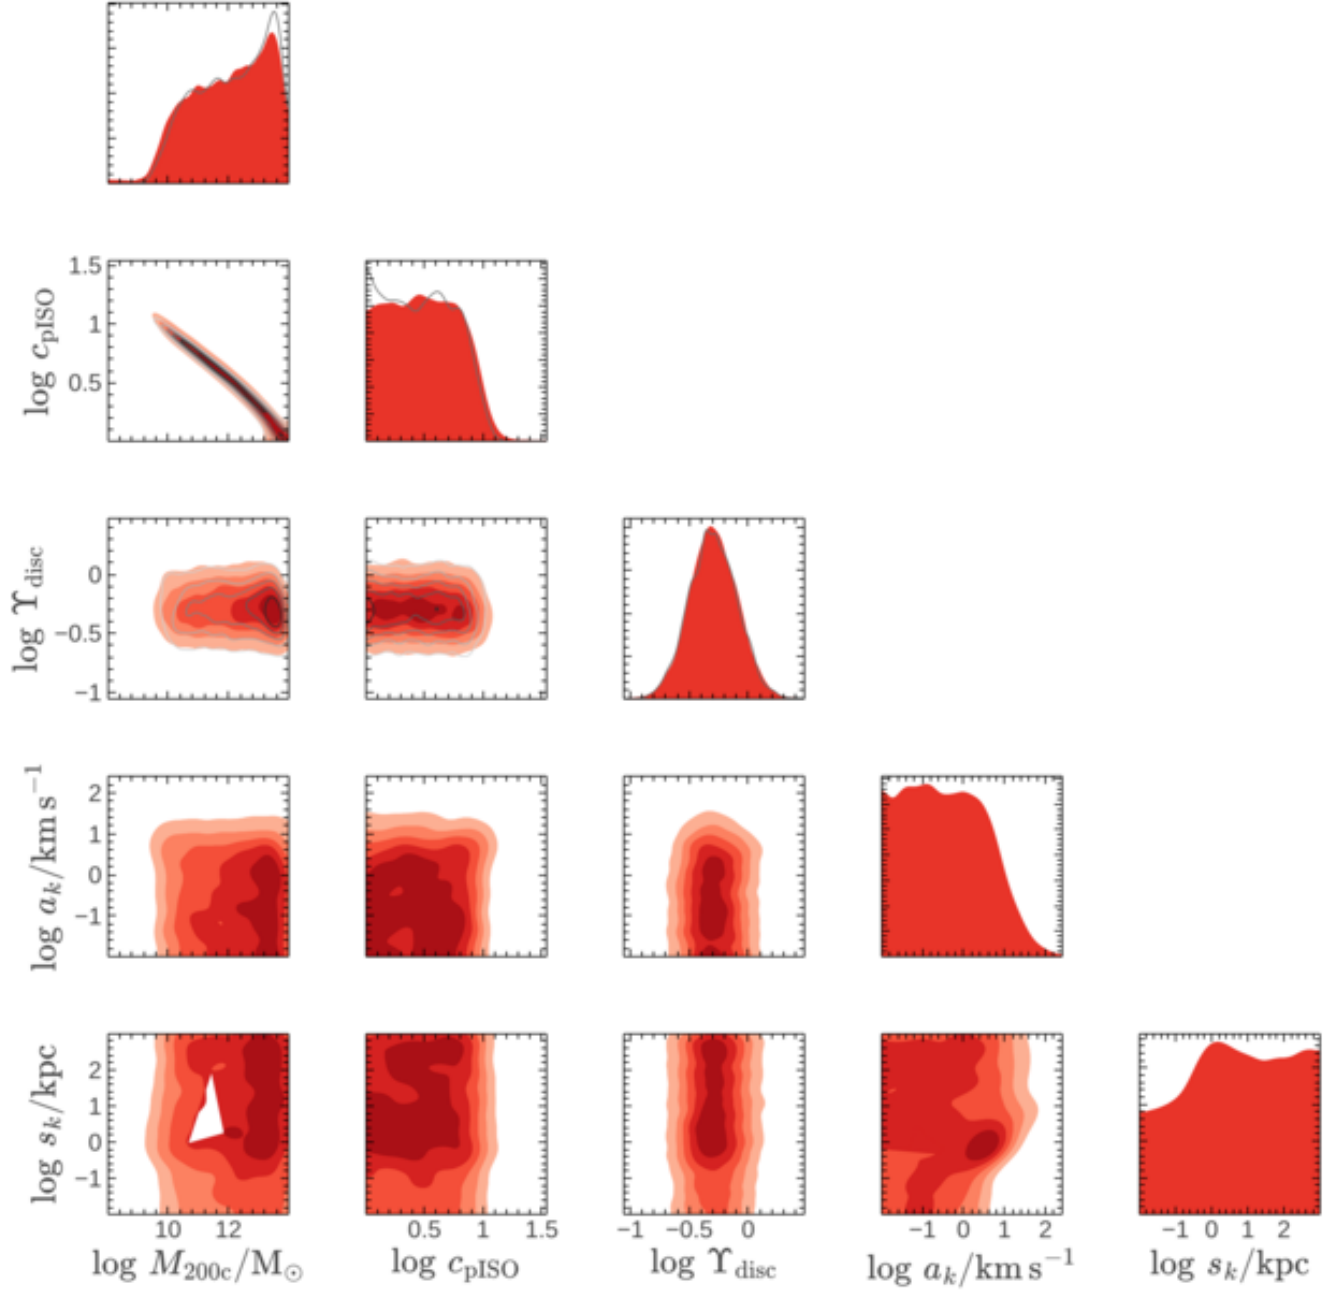 1.5
1
0.5
log c_pISO
0
−0.5
−1
log ϒ_disc
2
1
0
−1
log a_k/km s⁻¹
2
1
0
−1
log s_k/kpc
10 12
0.5 1 1.5
−1 −0.5 0
−1 0 1 2
−1 0 1 2
log M_200c/M_⊙
log c_pISO
log ϒ_disc
log a_k/km s⁻¹
log s_k/kpc